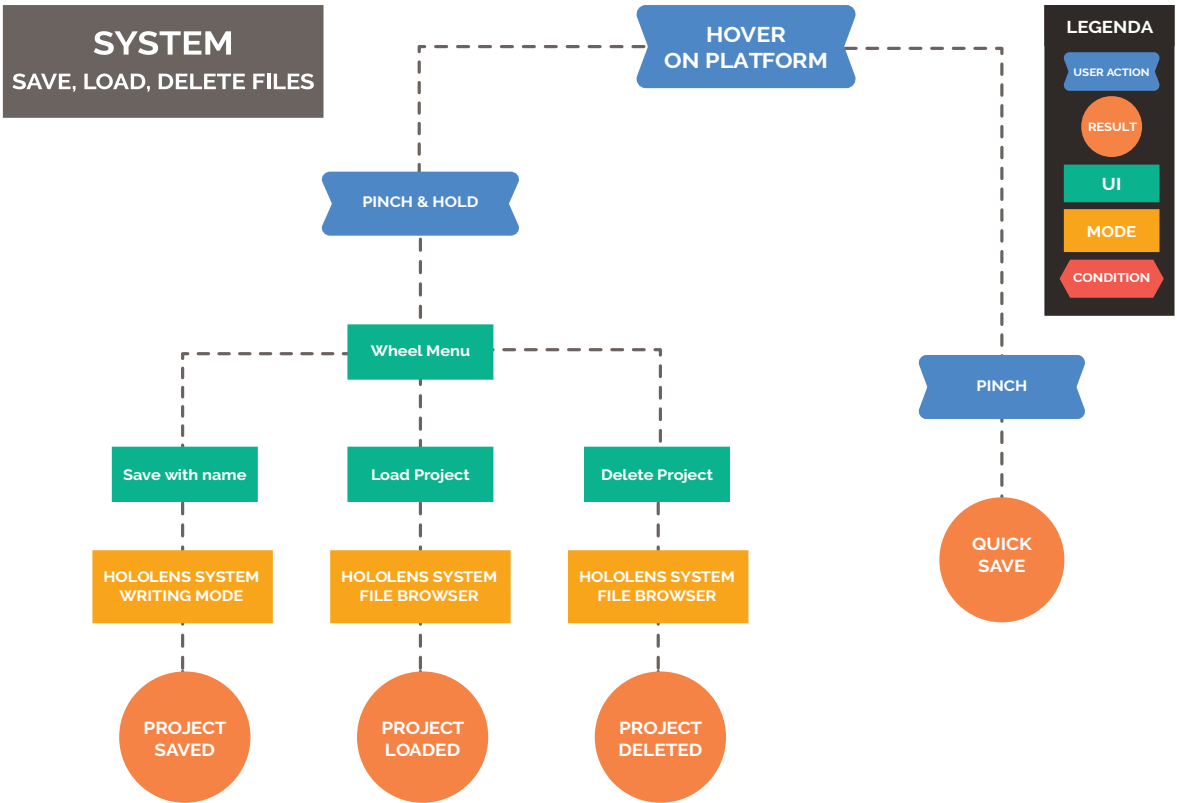 SYSTEM
SAVE, LOAD, DELETE FILES
HOVER
ON PLATFORM
LEGENDA
USER ACTION
RESULT
UI
MODE
CONDITION
PINCH & HOLD
Wheel Menu
PINCH
Save with name
Load Project
Delete Project
QUICK
SAVE
HOLOLENS SYSTEM
WRITING MODE
HOLOLENS SYSTEM
FILE BROWSER
HOLOLENS SYSTEM
FILE BROWSER
PROJECT
SAVED
PROJECT
LOADED
PROJECT
DELETED